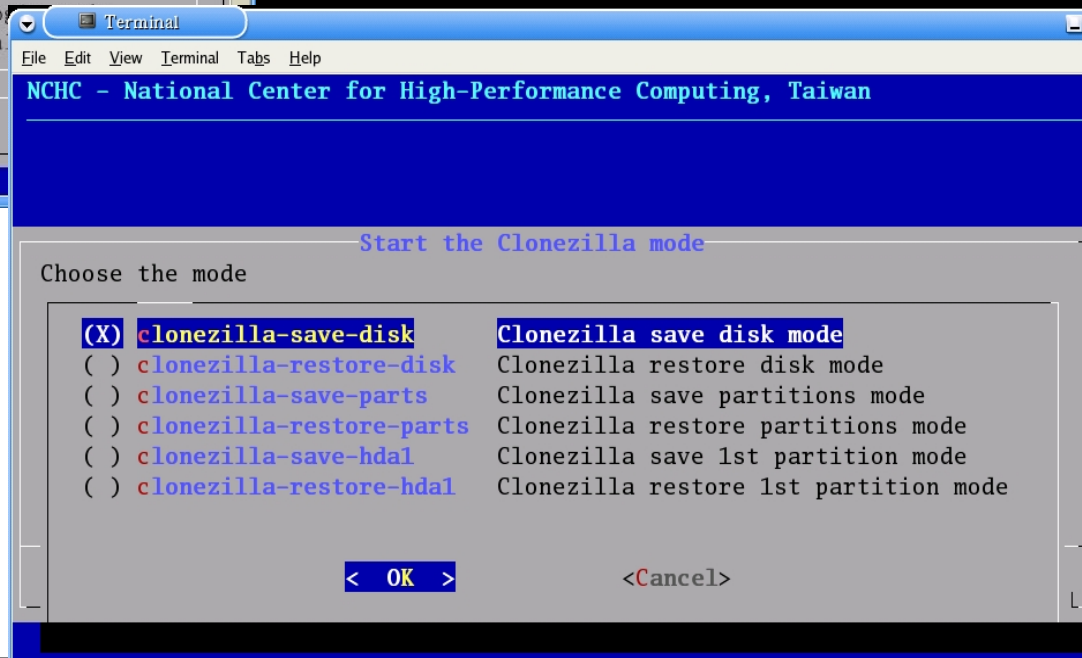 Terminal
File Edit View Terminal Tabs Help
NCHC - National Center for High-Performance Computing, Taiwan
Start the Clonezilla mode
Choose the mode
(X) clonezilla-save-disk Clonezilla save disk mode
( ) clonezilla-restore-disk Clonezilla restore disk mode
( ) clonezilla-save-parts Clonezilla save partitions mode
( ) clonezilla-restore-parts Clonezilla restore partitions mode
( ) clonezilla-save-hda1 Clonezilla save 1st partition mode
( ) clonezilla-restore-hda1 Clonezilla restore 1st partition mode
< OK > <Cancel>